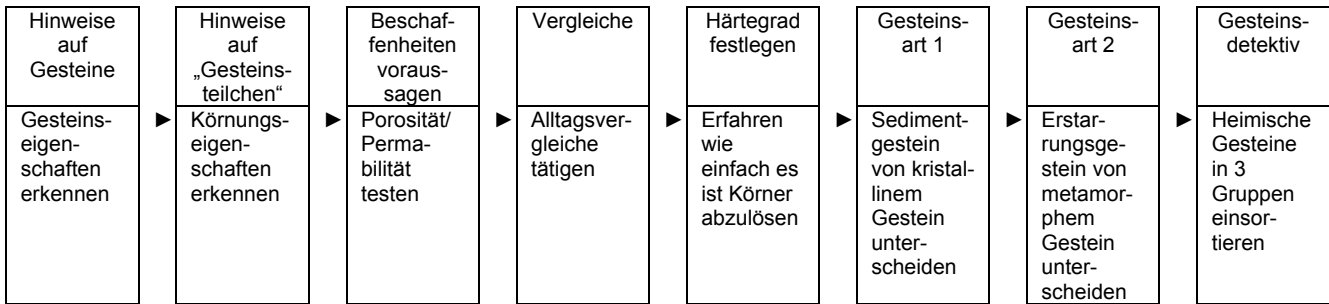 Hinweise
auf
Gesteine
Gesteins-
eigen-
schaften
erkennen
►
Hinweise
auf
„Gesteins-
teilchen“
Körnungs-
eigen-
schaften
erkennen
►
Beschaf-
fenheiten
voraus-
sagen
Porosität/
Perma-
bilität
testen
►
Vergleiche
Alltagsver-
gleiche
tätigen
►
Härtegrad
festlegen
Erfahren
wie
einfach es
ist Körner
abzulösen
►
Gesteins-
art 1
Sediment-
gestein
von kristal-
linem
Gestein
unter-
scheiden
►
Gesteins-
art 2
Erstar-
rungsge-
stein von
metamor-
phem
Gestein
unter-
scheiden
►
Gesteins-
detektiv
Heimische
Gesteine
in 3
Gruppen
einsor-
tieren